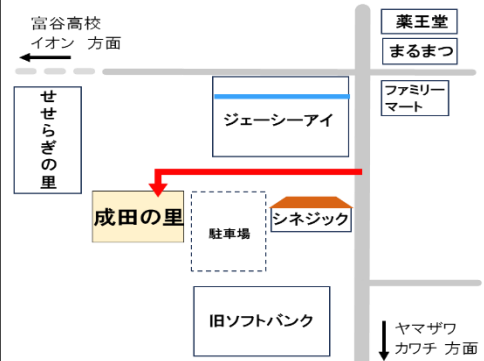 富谷高校
イオン 方面
薬王堂
まるまつ
ファミリー
マート
せせらぎの里
ジェーシーアイ
成田の里
駐車場
シネジック
旧ソフトバンク
ヤマザワ
カワチ 方面